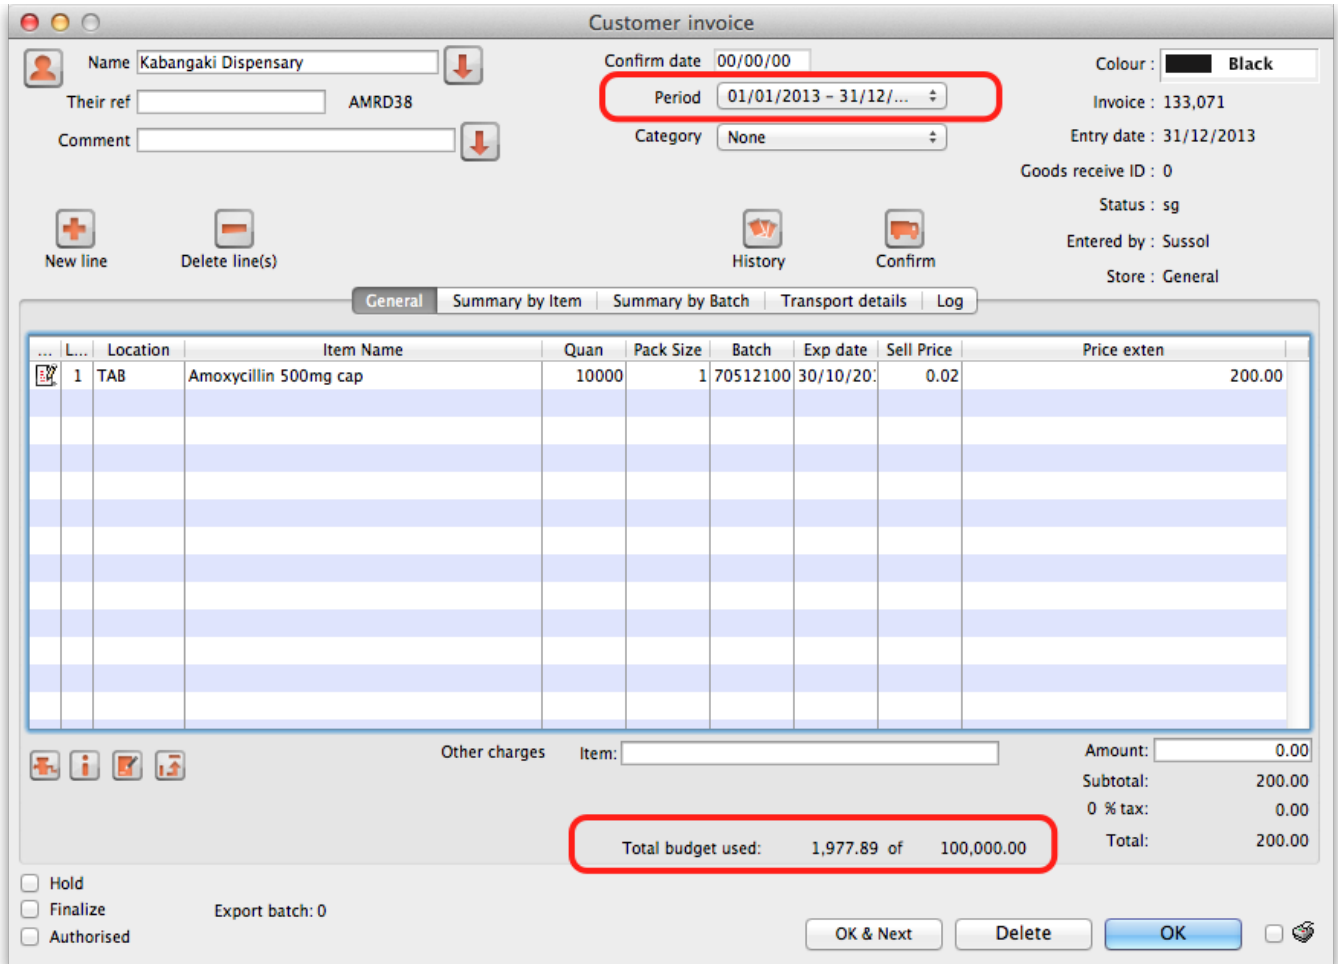 Customer invoice
Name Kabangaki Dispensary
Confirm date 00/00/00
Colour : Black
Their ref AMRD38
Period 01/01/2013 – 31/12/...
Invoice : 133,071
Comment
Category None
Entry date : 31/12/2013
Goods receive ID : 0
Status : sg
Entered by : Sussol
Store : General
New line Delete line(s) History Confirm
General Summary by Item Summary by Batch Transport details Log
... L... Location Item Name Quan Pack Size Batch Exp date Sell Price Price exten
1 TAB Amoxycillin 500mg cap 10000 1 70512100 30/10/20 0.02 200.00
Other charges Item: Amount: 0.00
Subtotal: 200.00
0 % tax: 0.00
Total budget used: 1,977.89 of 100,000.00 Total: 200.00
Hold
Finalize Export batch: 0
Authorised
OK & Next Delete OK